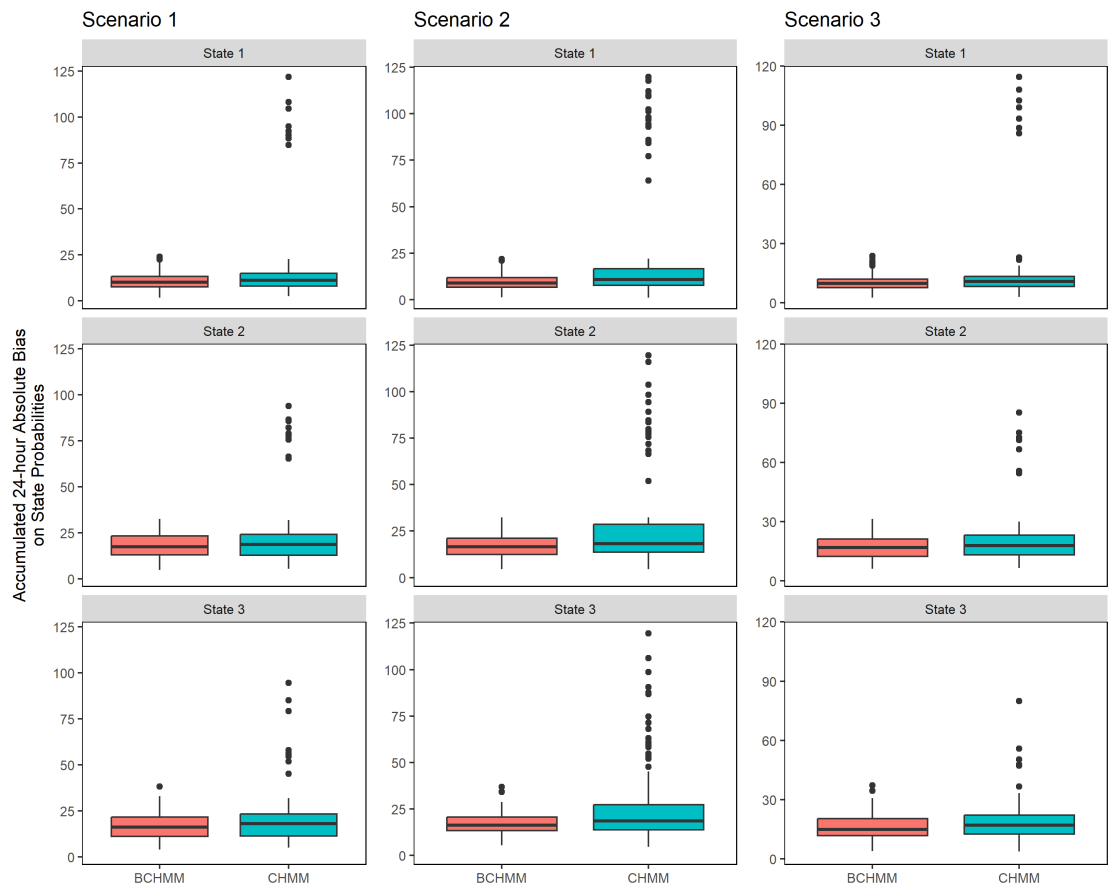 Scenario 1
Scenario 2
Scenario 3
State 1
State 1
State 1
125
100
75
50
25
0
125
100
75
50
25
0
120
90
60
30
0
Accumulated 24-hour Absolute Bias
on State Probabilities
State 2
State 2
State 2
125
100
75
50
25
0
125
100
75
50
25
0
120
90
60
30
0
State 3
State 3
State 3
125
100
75
50
25
0
125
100
75
50
25
0
120
90
60
30
0
BCHMM
CHMM
BCHMM
CHMM
BCHMM
CHMM